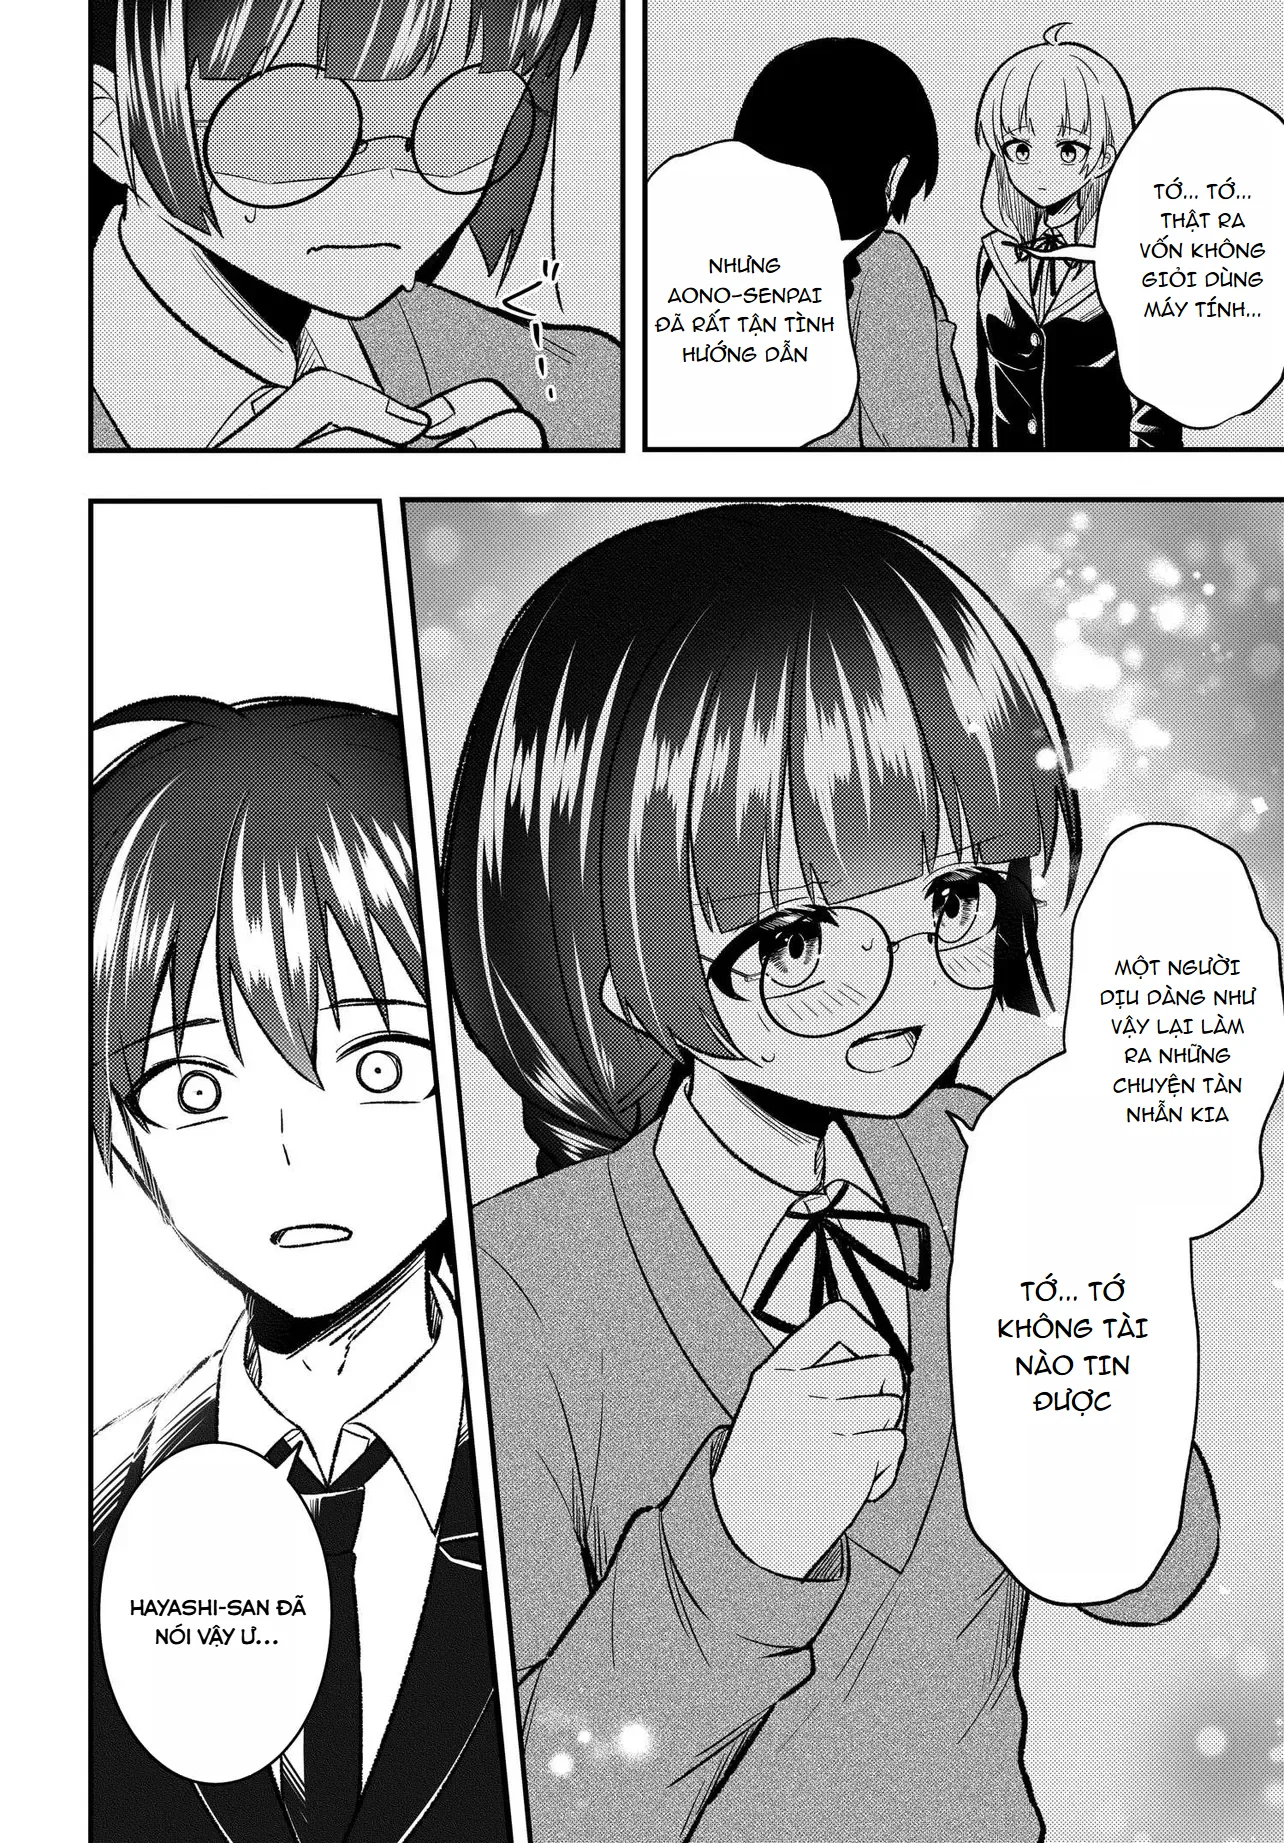 TỚ... TỚ...
THẬT RA
VỐN KHÔNG
GIỎI DÙNG
MÁY TÍNH...
NHƯNG
AONO-SENPAI
ĐÃ RẤT TẬN TÌNH
HƯỚNG DẪN
MỘT NGƯỜI
DỊU DÀNG NHƯ
VẬY LẠI LÀM
RA NHỮNG
CHUYỆN TÀN
NHẪN KIA
TỚ... TỚ
KHÔNG TÀI
NÀO TIN
ĐƯỢC
HAYASHI-SAN ĐÃ
NÓI VẬY Ư...